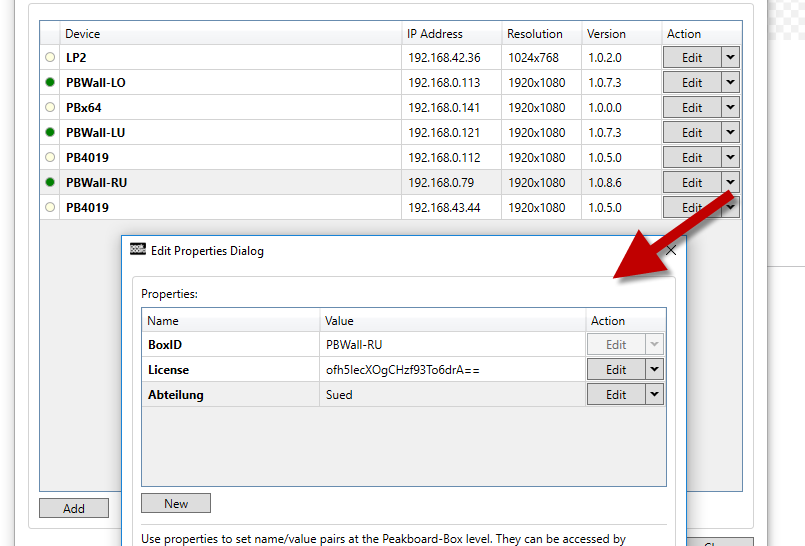 Device IP Address Resolution Version Action
LP2 192.168.42.36 1024x768 1.0.2.0 Edit
PBWall-LO 192.168.0.113 1920x1080 1.0.7.3 Edit
PBx64 192.168.0.141 1920x1080 1.0.0.0 Edit
PBWall-LU 192.168.0.121 1920x1080 1.0.7.3 Edit
PB4019 192.168.0.112 1920x1080 1.0.5.0 Edit
PBWall-RU 192.168.0.79 1920x1080 1.0.8.6 Edit
PB4019 192.168.43.44 1920x1080 1.0.5.0 Edit
Edit Properties Dialog
Properties:
Name Value Action
BoxID PBWall-RU Edit
License ofh5IecXOgCHzf93To6drA== Edit
Abteilung Sued Edit
New
Add
Use properties to set name/value pairs at the Peakboard-Box level. They can be accessed by